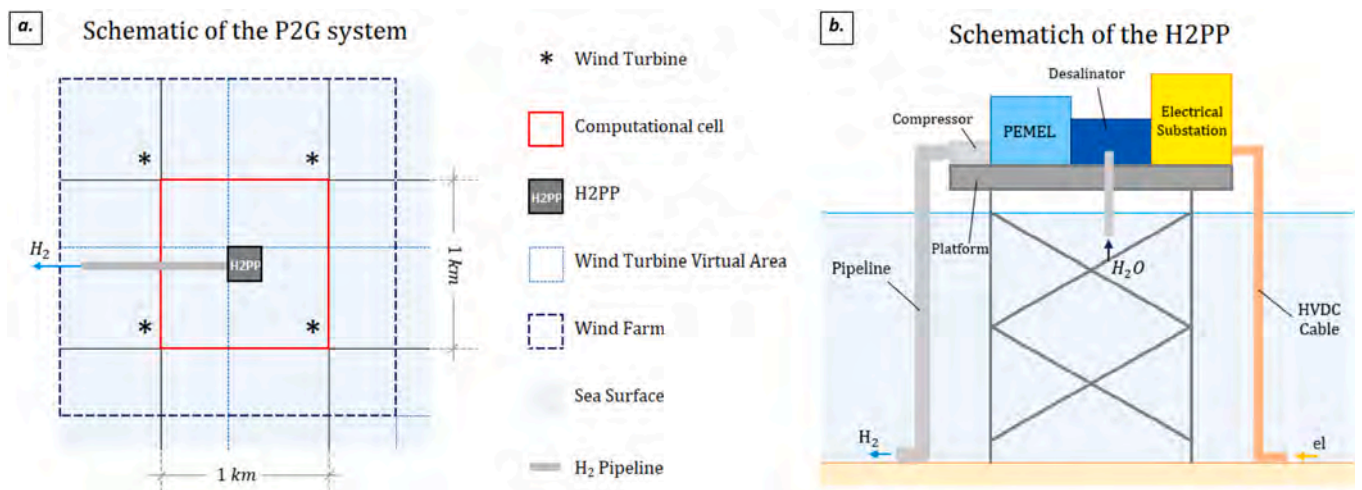 a.
Schematic of the P2G system
*
*
*
*
H₂
H2PP
1 km
1 km
* Wind Turbine
Computational cell
H2PP
H2PP
Wind Turbine Virtual Area
Wind Farm
Sea Surface
H₂ Pipeline
b.
Schematich of the H2PP
Desalinator
Compressor
PEMEL
Electrical
Substation
Platform
Pipeline
H₂O
HVDC
Cable
H₂
el